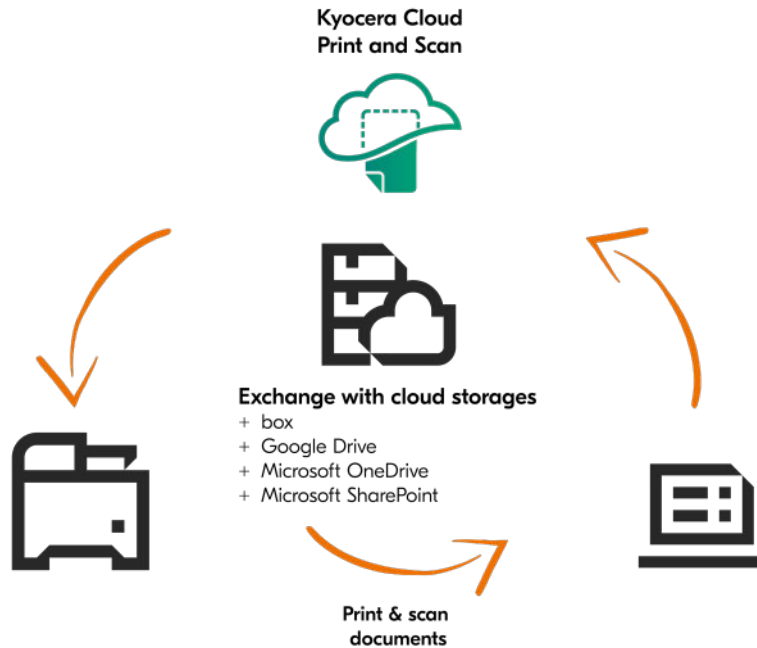 Kyocera Cloud
Print and Scan
Exchange with cloud storages
+ box
+ Google Drive
+ Microsoft OneDrive
+ Microsoft SharePoint
Print & scan
documents